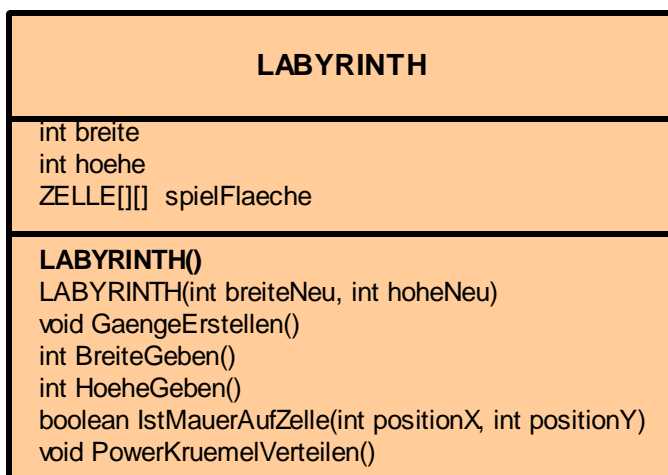 LABYRINTH
int breite
int hoehe
ZELLE[][] spielFlaeche
LABYRINTH()
LABYRINTH(int breiteNeu, int hoheNeu)
void GaengeErstellen()
int BreiteGeben()
int HoeheGeben()
boolean IstMauerAufZelle(int positionX, int positionY)
void PowerKruemelVerteilen()